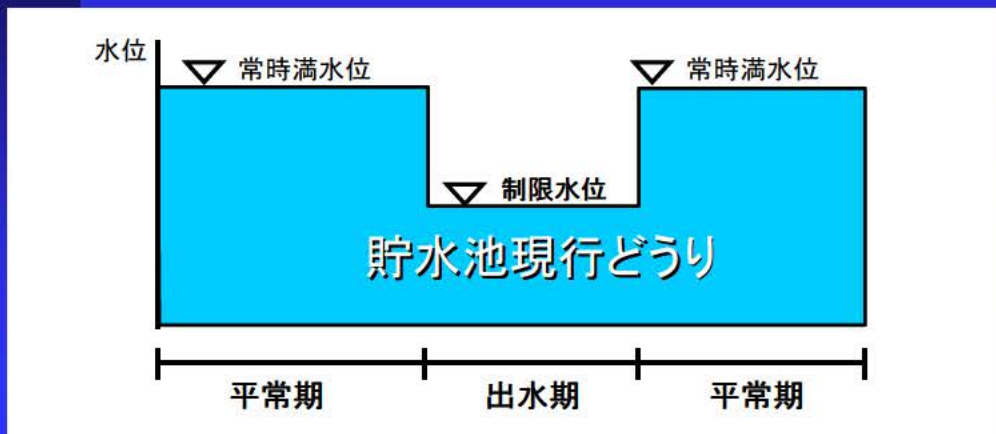 水位
常時満水位
常時満水位
制限水位
貯水池現行どうり
平常期
出水期
平常期